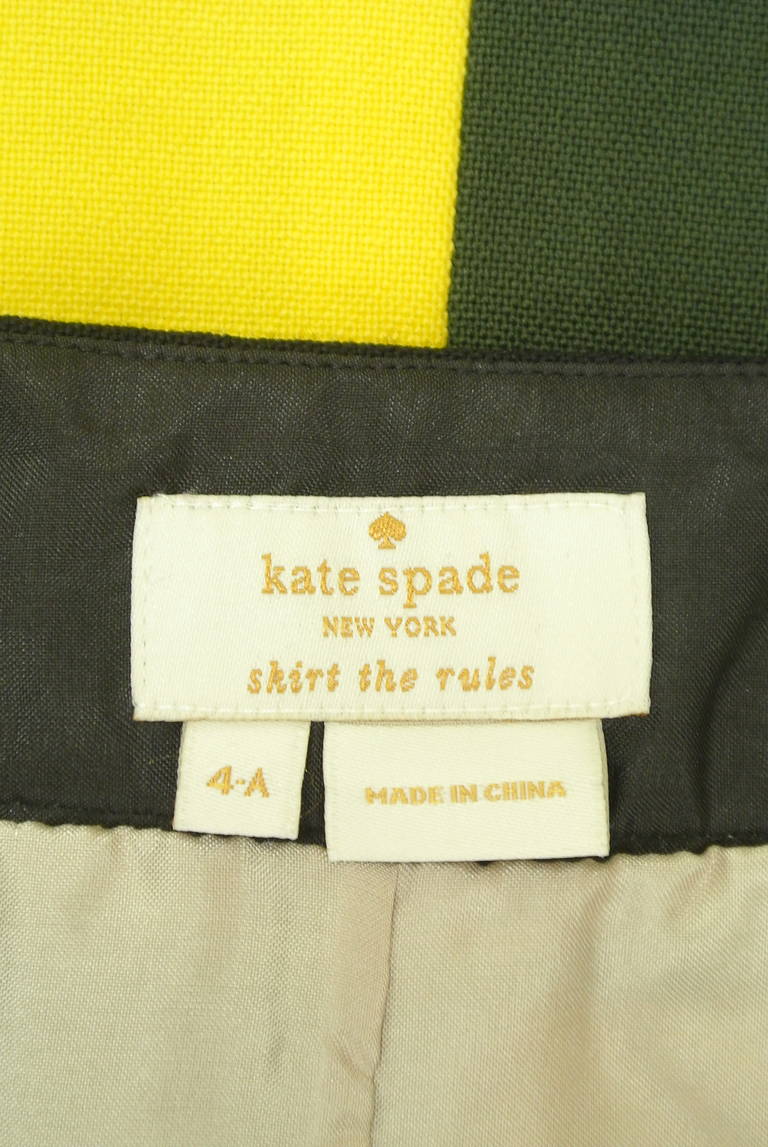 kate spade
NEW YORK
skirt the rules
4-A
MADE IN CHINA